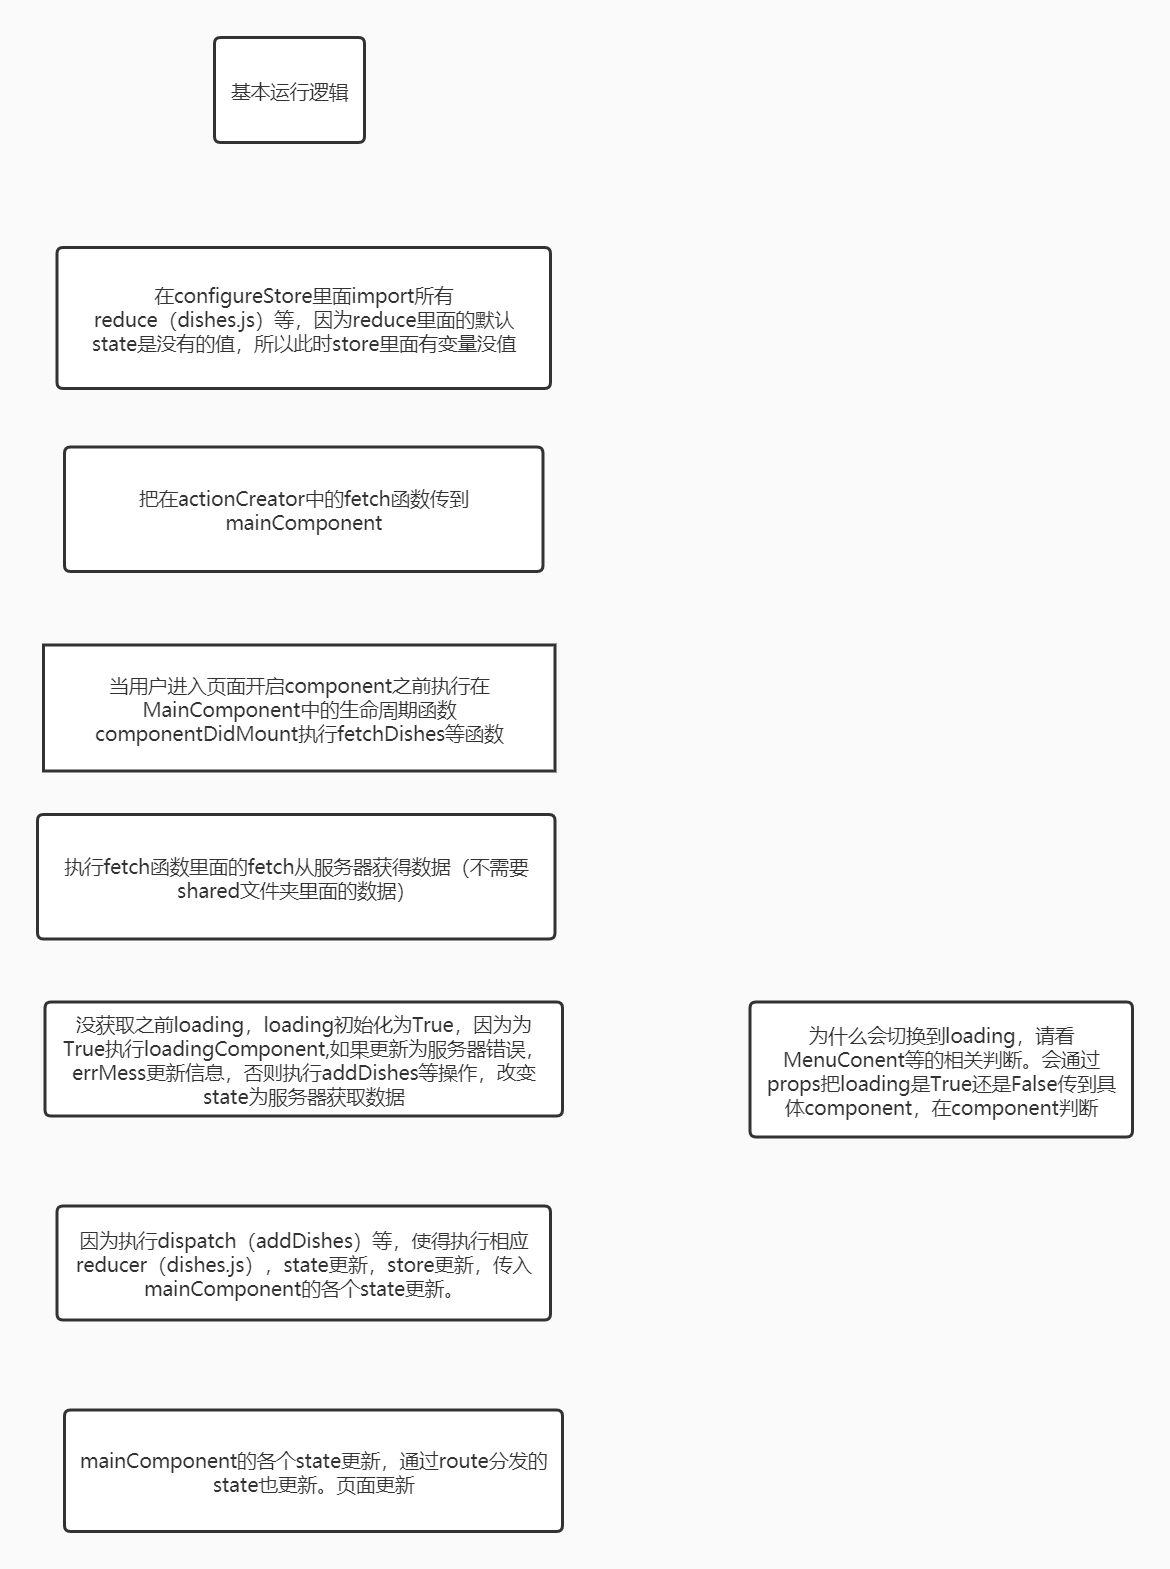 基本运行逻辑
在configureStore里面import所有
reduce（dishes.js）等，因为reduce里面的默认
state是没有的值，所以此时store里面有变量没值
把在actionCreator中的fetch函数传到
mainComponent
当用户进入页面开启component之前执行在
MainComponent中的生命周期函数
componentDidMount执行fetchDishes等函数
执行fetch函数里面的fetch从服务器获得数据（不需要
shared文件夹里面的数据）
没获取之前loading，loading初始化为True，因为为
True执行loadingComponent,如果更新为服务器错误，
errMess更新信息，否则执行addDishes等操作，改变
state为服务器获取数据
为什么会切换到loading，请看
MenuConent等的相关判断。会通过
props把loading是True还是False传到具
体component，在component判断
因为执行dispatch（addDishes）等，使得执行相应
reducer（dishes.js），state更新，store更新，传入
mainComponent的各个state更新。
mainComponent的各个state更新，通过route分发的
state也更新。页面更新